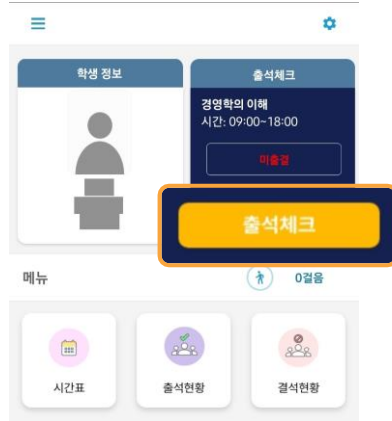 학생 정보
출석체크
경영학의 이해
시간: 09:00~18:00
미출결
출석체크
메뉴
0걸음
시간표
출석현황
결석현황